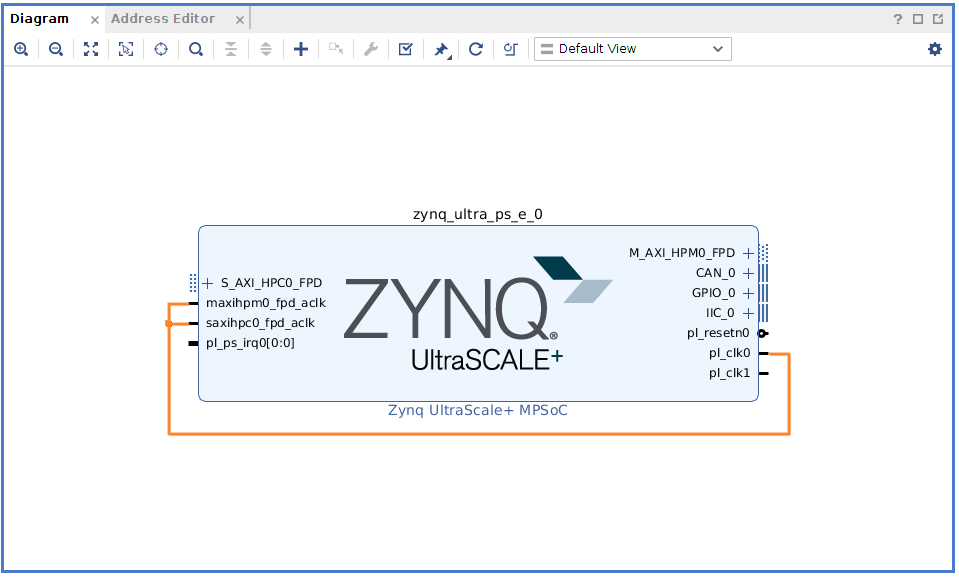 Diagram × Address Editor × ?
Default View
zynq_ultra_ps_e_0
S_AXI_HPC0_FPD
maxihpm0_fpd_aclk
saxihpc0_fpd_aclk
pl_ps_irq0[0:0]
ZYNQ®
UltraSCALE+
M_AXI_HPM0_FPD
CAN_0
GPIO_0
IIC_0
pl_resetn0
pl_clk0
pl_clk1
Zynq UltraScale+ MPSoC